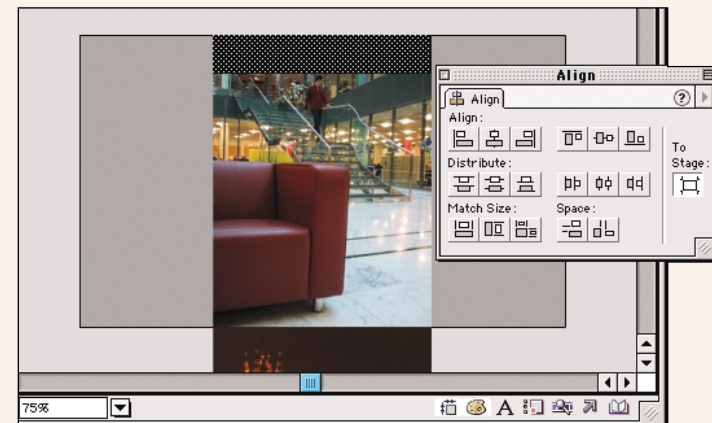 Align
Align
?
Align:
To
Stage:
Distribute:
Match Size:
Space:
75%
A